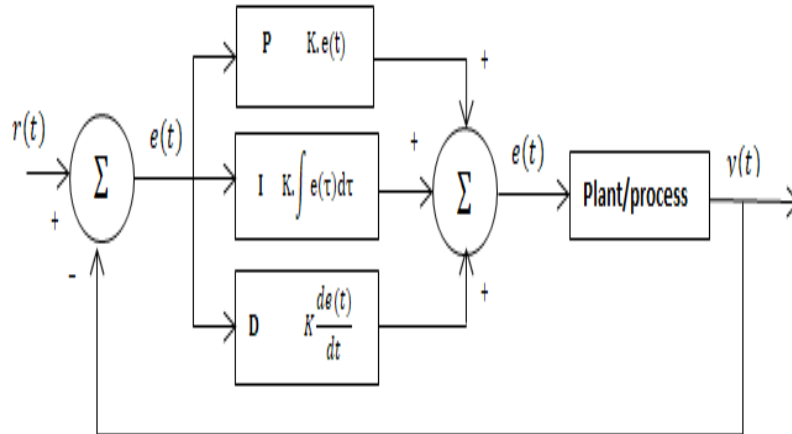 P K.e(t)
+
r(t)
e(t)
Σ
+
-
I K.∫e(τ)dτ
+
Σ
e(t)
Plant/process
y(t)
D K de(t)/dt
+